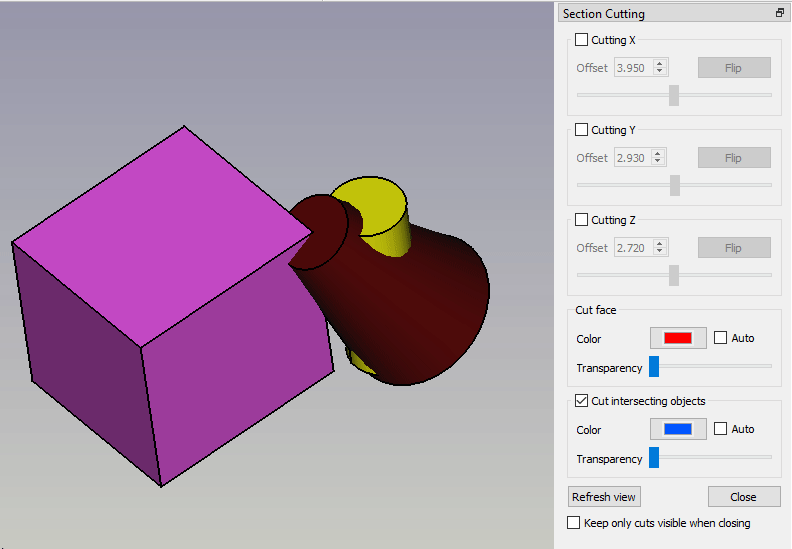 Section Cutting
Cutting X
Offset 3.950 Flip
Cutting Y
Offset 2.930 Flip
Cutting Z
Offset 2.720 Flip
Cut face
Color Auto
Transparency
Cut intersecting objects
Color Auto
Transparency
Refresh view Close
Keep only cuts visible when closing